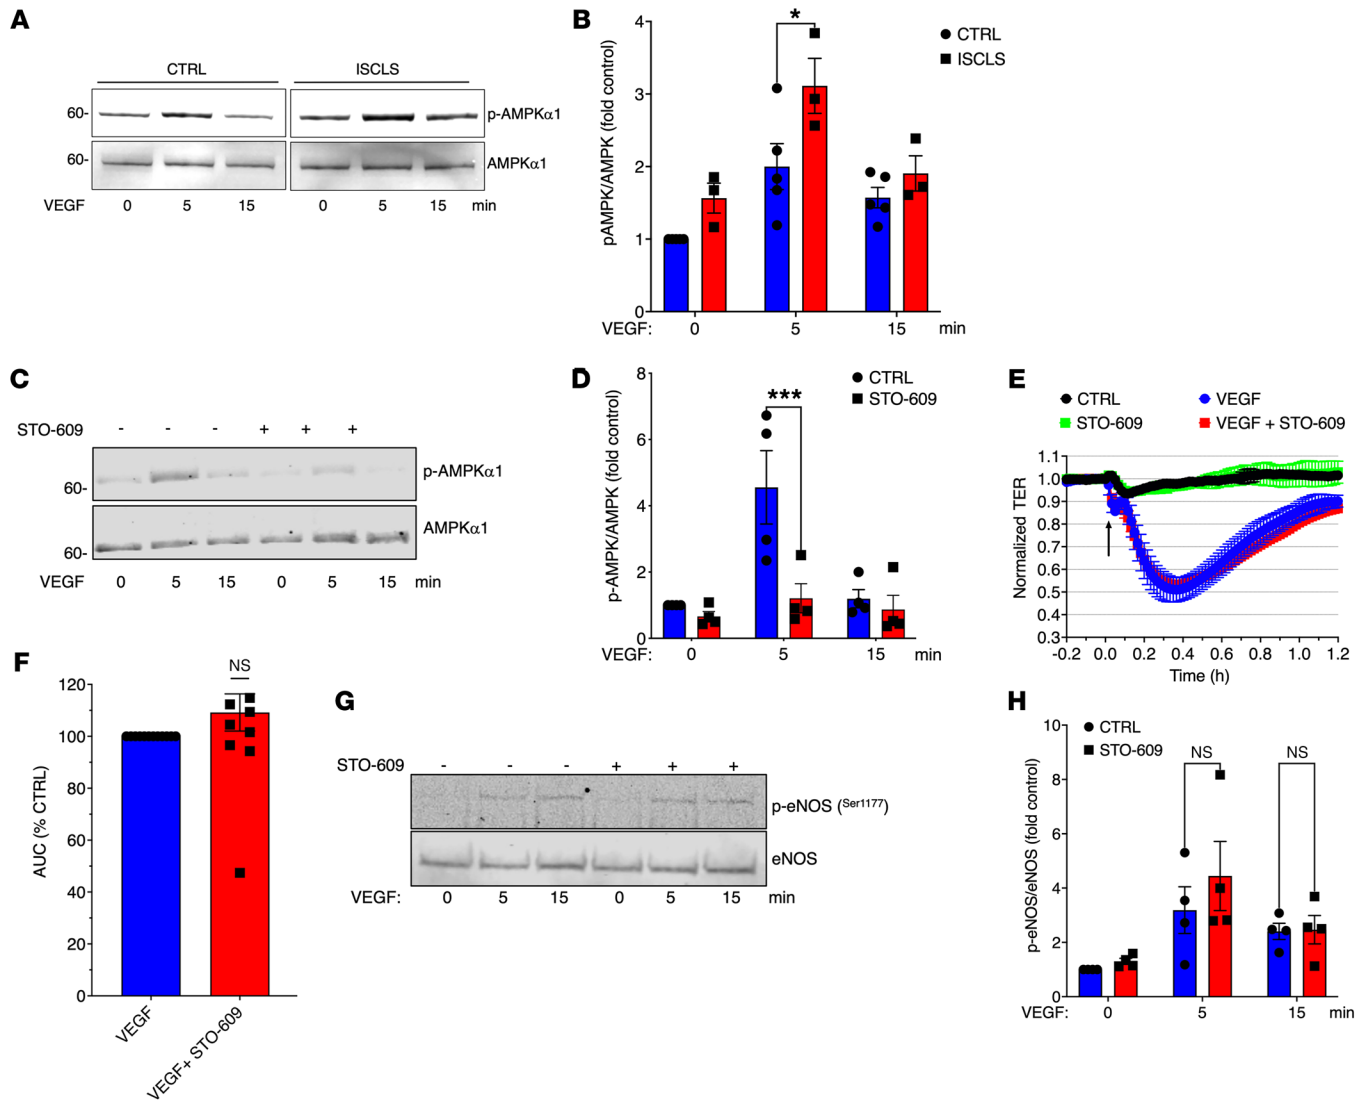 A
CTRL
ISCLS
60-
p-AMPKα1
60-
AMPKα1
VEGF 0 5 15 0 5 15 min
B
*
CTRL
ISCLS
pAMPK/AMPK (fold control)
4
3
2
1
0
VEGF: 0 5 15 min
C
STO-609 - - - + + +
p-AMPKα1
60-
AMPKα1
60-
VEGF 0 5 15 0 5 15 min
D
***
CTRL
STO-609
p-AMPK/AMPK (fold control)
8
6
4
2
0
VEGF: 0 5 15 min
E
CTRL VEGF
STO-609 VEGF + STO-609
Normalized TER
1.1
1.0
0.9
0.8
0.7
0.6
0.5
0.4
0.3
-0.2 0.0 0.2 0.4 0.6 0.8 1.0 1.2
Time (h)
F
NS
AUC (% CTRL)
120
100
80
60
40
20
0
VEGF
VEGF+ STO-609
G
STO-609 - - - + + +
p-eNOS (Ser1177)
eNOS
VEGF: 0 5 15 0 5 15 min
H
CTRL
STO-609
NS NS
p-eNOS/eNOS (fold control)
10
8
6
4
2
0
VEGF: 0 5 15 min